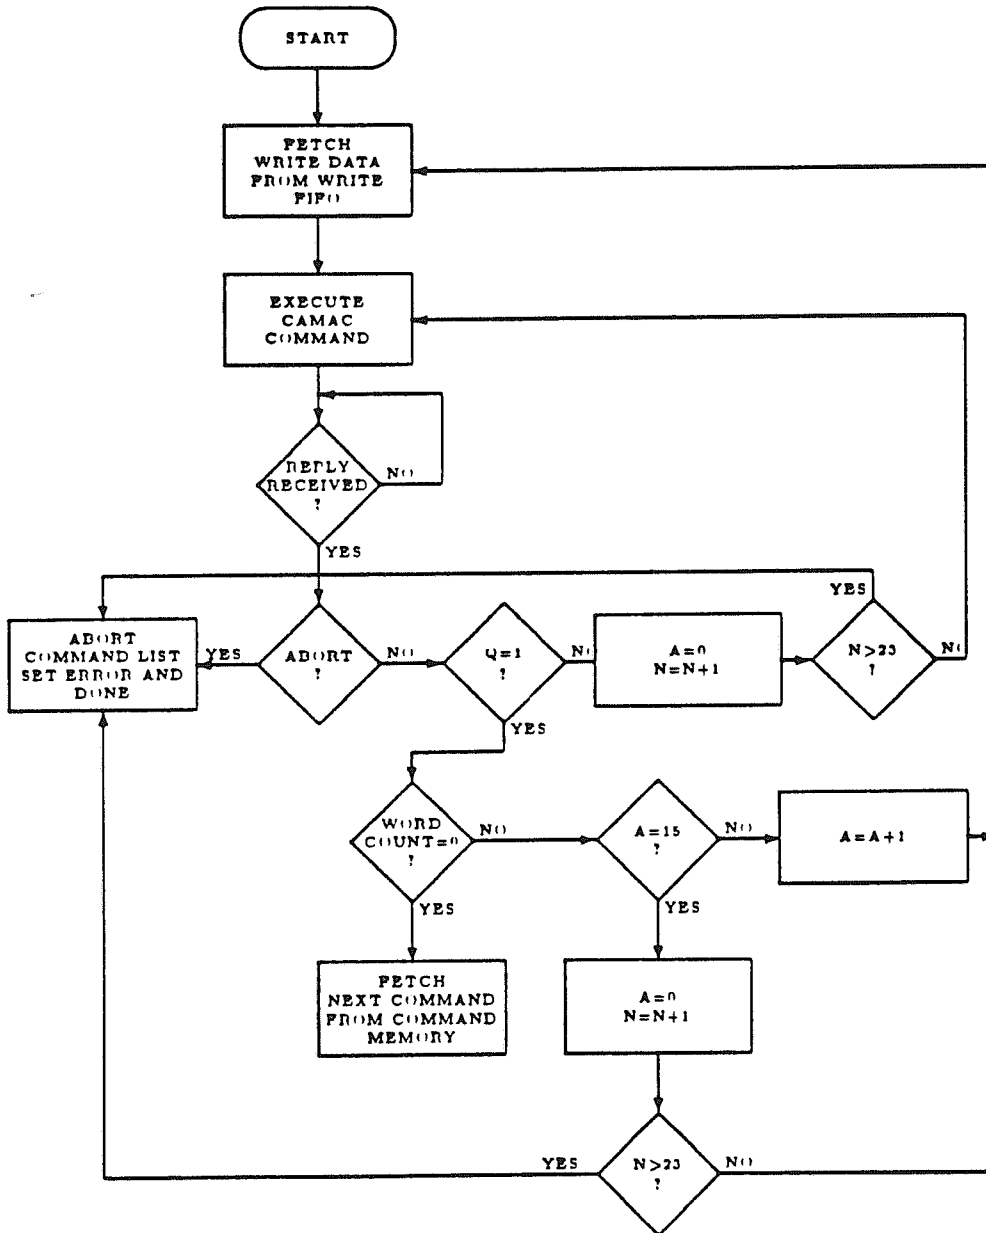 START
FETCH
WRITE DATA
FROM WRITE
FIFO
EXECUTE
CAMAC
COMMAND
REPLY
RECEIVED
?
NO
YES
YES
ABORT
COMMAND LIST
SET ERROR AND
DONE
YES
ABORT
?
NO
Q=1
?
NO
A=0
N=N+1
N>23
?
NO
YES
WORD
COUNT=0
?
NO
A=15
?
NO
A=A+1
YES
YES
FETCH
NEXT COMMAND
FROM COMMAND
MEMORY
A=0
N=N+1
YES
N>23
?
NO